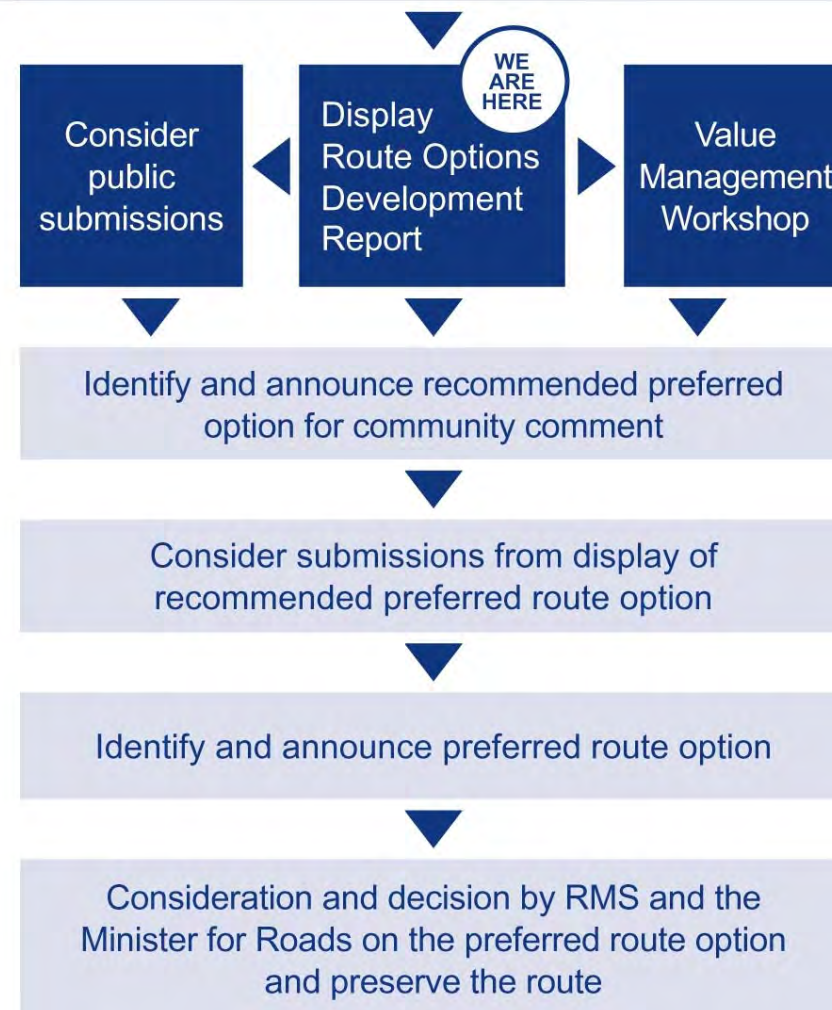 WE
ARE
HERE
Consider
public
submissions
Display
Route Options
Development
Report
Value
Management
Workshop
Identify and announce recommended preferred
option for community comment
Consider submissions from display of
recommended preferred route option
Identify and announce preferred route option
Consideration and decision by RMS and the
Minister for Roads on the preferred route option
and preserve the route